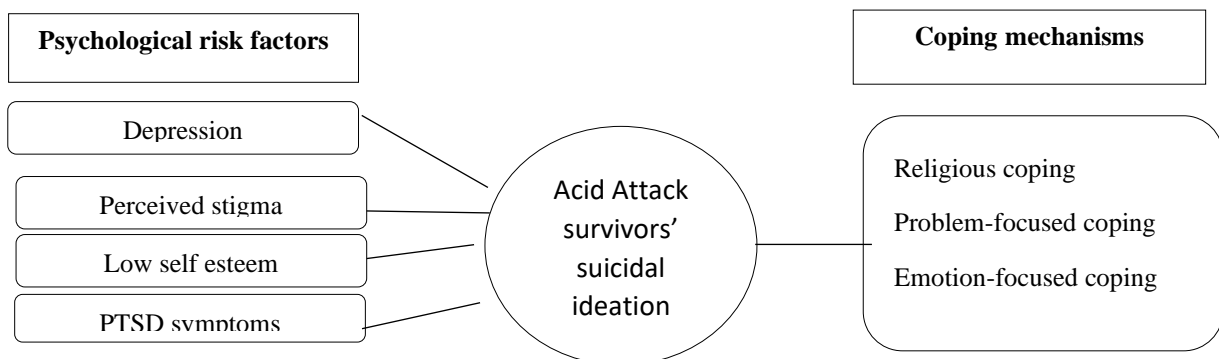 Psychological risk factors
Depression
Perceived stigma
Low self esteem
PTSD symptoms
Acid Attack
survivors’
suicidal
ideation
Coping mechanisms
Religious coping
Problem-focused coping
Emotion-focused coping